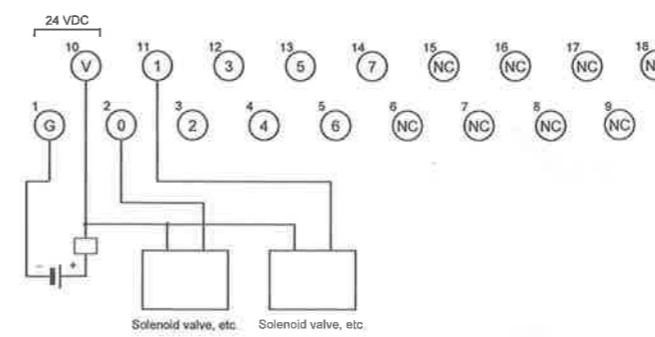 24 VDC
10 11 12 13 14 15 16 17 18
V 1 3 5 7 NC NC NC
1 2 3 4 5 6 7 8 9
G 0 2 4 6 NC NC NC NC
− +
Solenoid valve, etc. Solenoid valve, etc.